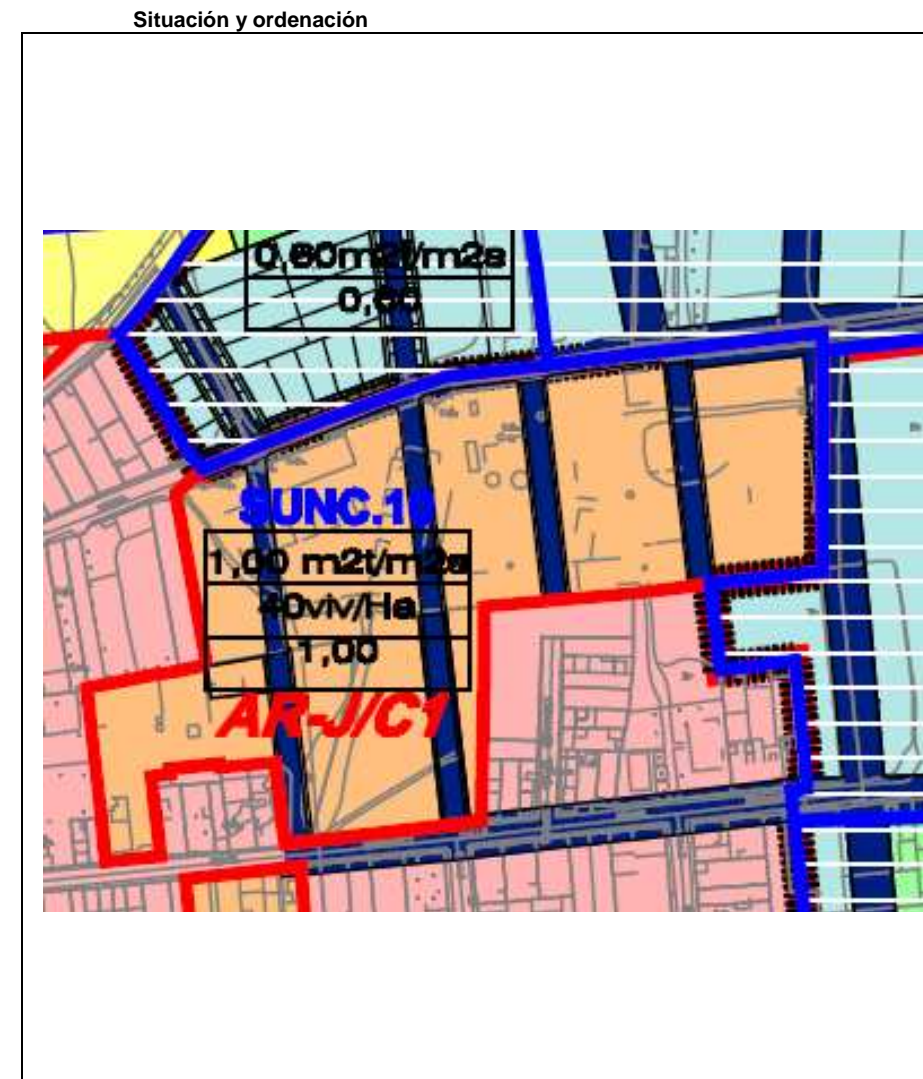 Situación y ordenación
0,60m2t/m2s
0,60
SUNC.10
1,00 m2t/m2s
40viv/Ha
1,00
AR-J/C1